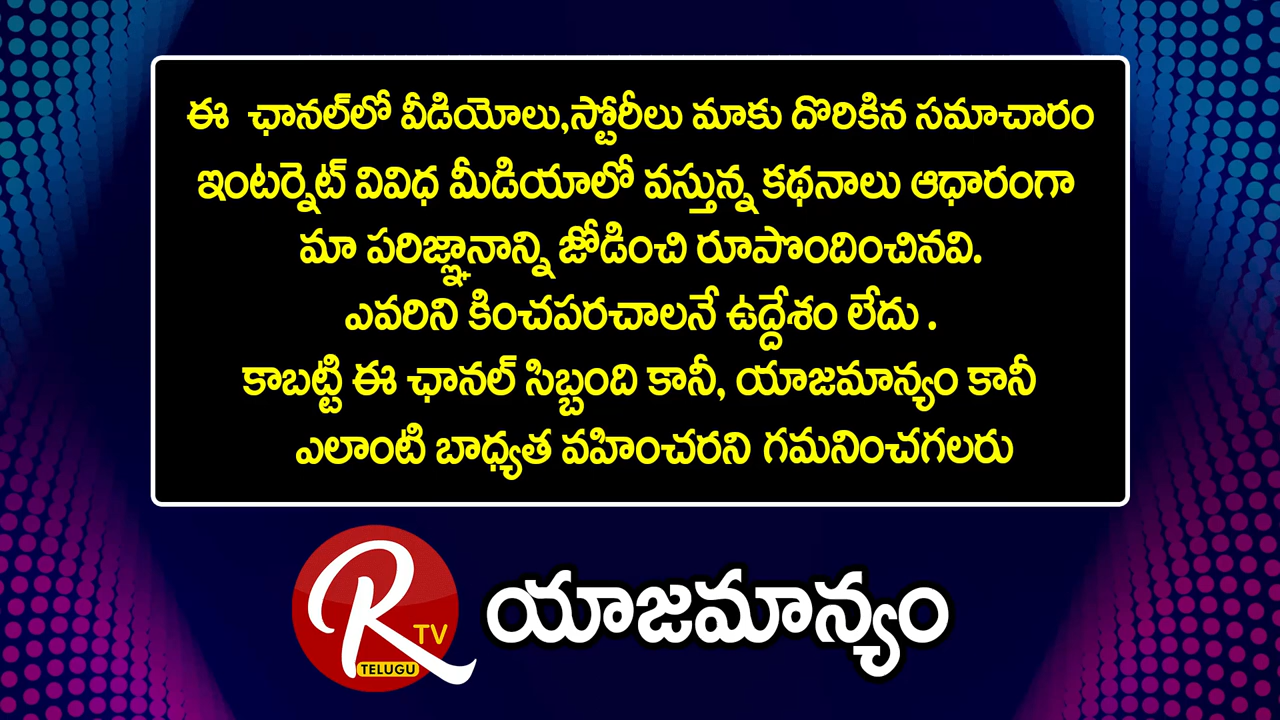 ఈ ఛానల్‌లో వీడియోలు,స్టోరీలు మాకు దొరికిన సమాచారం
ఇంటర్నెట్ వివిధ మీడియాలో వస్తున్న కథనాలు ఆధారంగా
మా పరిజ్ఞానాన్ని జోడించి రూపొందించినవి.
ఎవరిని కించపరచాలనే ఉద్దేశం లేదు .
కాబట్టి ఈ ఛానల్ సిబ్బంది కానీ, యాజమాన్యం కానీ
ఎలాంటి బాధ్యత వహించరని గమనించగలరు
R TV
TELUGU
యాజమాన్యం